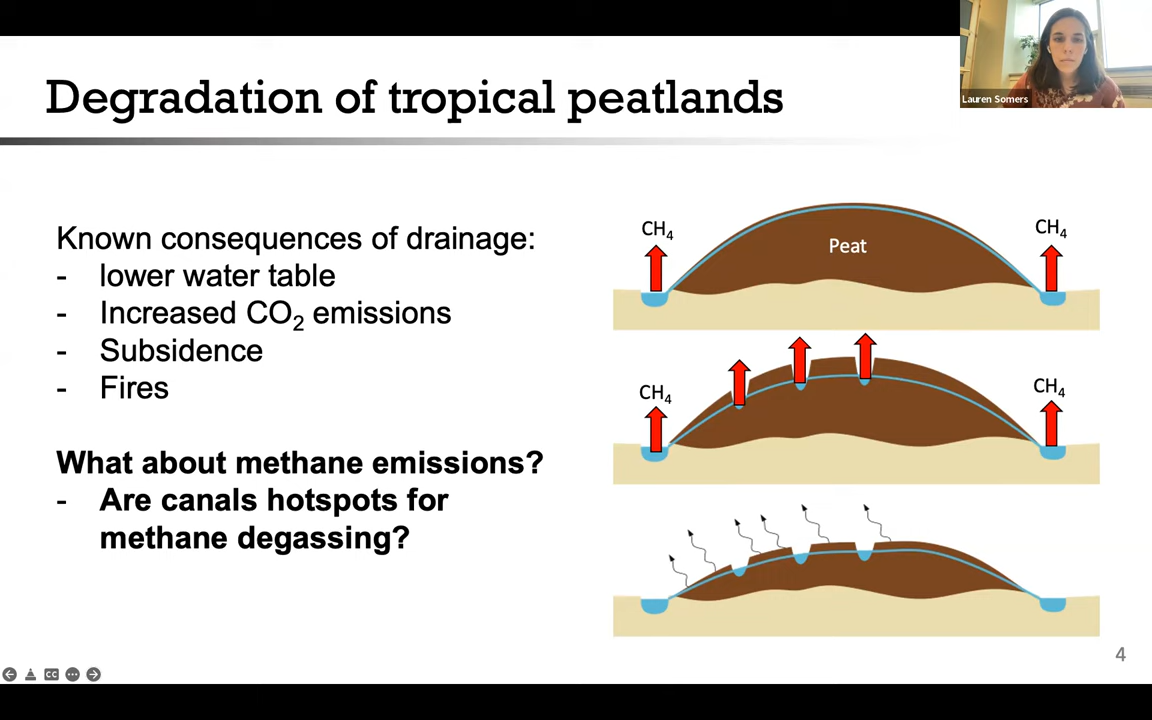 Lauren Somers
Degradation of tropical peatlands
Known consequences of drainage:
- lower water table
- Increased CO₂ emissions
- Subsidence
- Fires
What about methane emissions?
- Are canals hotspots for
methane degassing?
CH₄
CH₄
Peat
CH₄
CH₄
CC
4